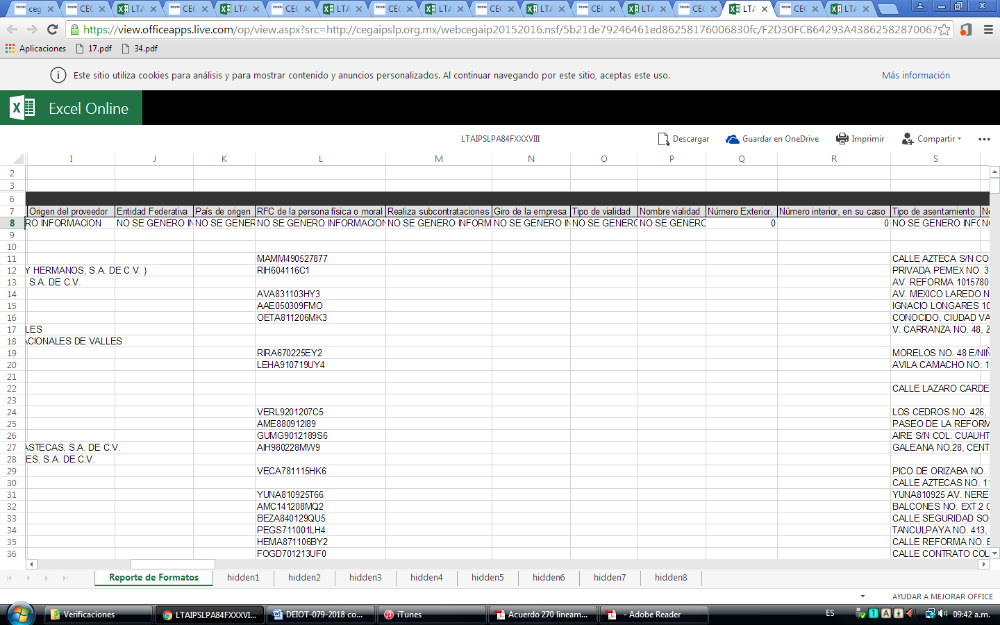 ceg CEC LTA CEC LTA CEC LTA CEC LTA CEC LTA CEC LTA CEC LTA CEC LTA
https://view.officeapps.live.com/op/view.aspx?src=http://cegaipslp.org.mx/webcegaip20152016.nsf/5b21de79246461ed86258176006830fc/F2D30FCB64293A43862582870067
Aplicaciones 17.pdf 34.pdf
Este sitio utiliza cookies para análisis y para mostrar contenido y anuncios personalizados. Al continuar navegando por este sitio, aceptas este uso. Más información
Excel Online
LTAIPSLPA84FXXXVIII Descargar Guardar en OneDrive Imprimir Compartir
I J K L M N O P Q R S
2
3
6
7 Origen del proveedor Entidad Federativa País de origen RFC de la persona física o moral Realiza subcontrataciones Giro de la empresa Tipo de vialidad Nombre vialidad Número Exterior. Número interior, en su caso Tipo de asentamiento No
8 RO INFORMACION NO SE GENERO IN NO SE GENER NO SE GENERO INFORMACION NO SE GENERO INFORM NO SE GENERO IN NO SE GENERO NO SE GENERO 0 0 NO SE GENERO INFO NO
9
10
11 MAMM490527877 CALLE AZTECA S/N CO
12 Y HERMANOS, S.A. DE C.V. ) RIH604116C1 PRIVADA PEMEX NO. 3
13 S.A. DE C.V. AV. REFORMA 1015780
14 AVA831103HY3 AV. MEXICO LAREDO N
15 AAE050309FMO IGNACIO LONGARES 10
16 OETA811206MK3 CONOCIDO, CIUDAD VA
17 LES V. CARRANZA NO. 48, Z
18 ACIONALES DE VALLES
19 RIRA670225EY2 MORELOS NO. 48 E/NIÑ
20 LEHA910719UY4 AVILA CAMACHO NO. 1
21
22 CALLE LAZARO CARDE
23
24 VERL9201207C5 LOS CEDROS NO. 426,
25 AME880912I89 PASEO DE LA REFORM
26 GUMG9012189S6 AIRE S/N COL. CUAUHT
27 ASTECAS, S.A. DE C.V. AIH980228MW9 GALEANA NO.28, CENT
28 ES, S.A. DE C.V.
29 VECA781115HK6 PICO DE ORIZABA NO.
30 CALLE AZTECAS NO. 11
31 YUNA810925T66 YUNA810925 AV. NERE
32 AMC141208MQ2 BALCONES NO. EXT.2 C
33 BEZA840129QU5 CALLE SEGURIDAD SO
34 PEGS711001LH4 TANCULPAYA NO. 413,
35 HEMA871106BY2 CALLE REFORMA NO. E
36 FOGD701213UF0 CALLE CONTRATO COL
Reporte de Formatos hidden1 hidden2 hidden3 hidden4 hidden5 hidden6 hidden7 hidden8
AYUDAR A MEJORAR OFFICE
Verificaciones LTAIPSLPA84FXXXVI... DEIOT-079-2018 co... iTunes Acuerdo 270 lineam... - Adobe Reader ES 09:42 a.m.